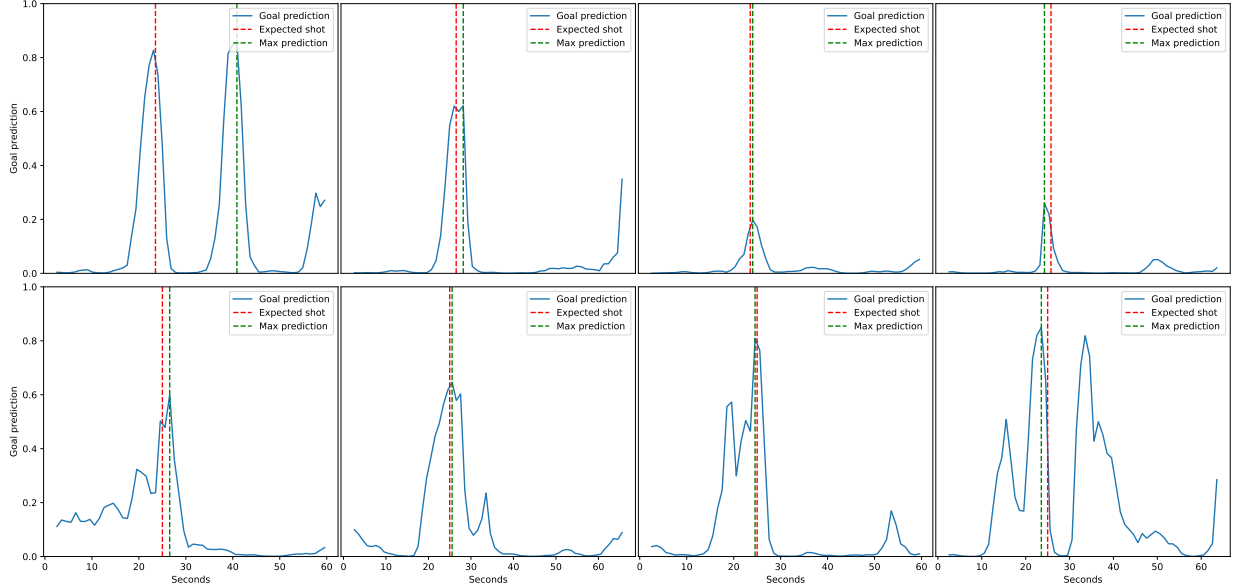 1.0
0.8
0.6
0.4
0.2
0.0
Goal prediction
Goal prediction
Expected shot
Max prediction
Goal prediction
Expected shot
Max prediction
Goal prediction
Expected shot
Max prediction
Goal prediction
Expected shot
Max prediction
1.0
0.8
0.6
0.4
0.2
0.0
Goal prediction
Goal prediction
Expected shot
Max prediction
Goal prediction
Expected shot
Max prediction
Goal prediction
Expected shot
Max prediction
Goal prediction
Expected shot
Max prediction
0 10 20 30 40 50 60
0 10 20 30 40 50 60
0 10 20 30 40 50 60
0 10 20 30 40 50 60
Seconds
Seconds
Seconds
Seconds